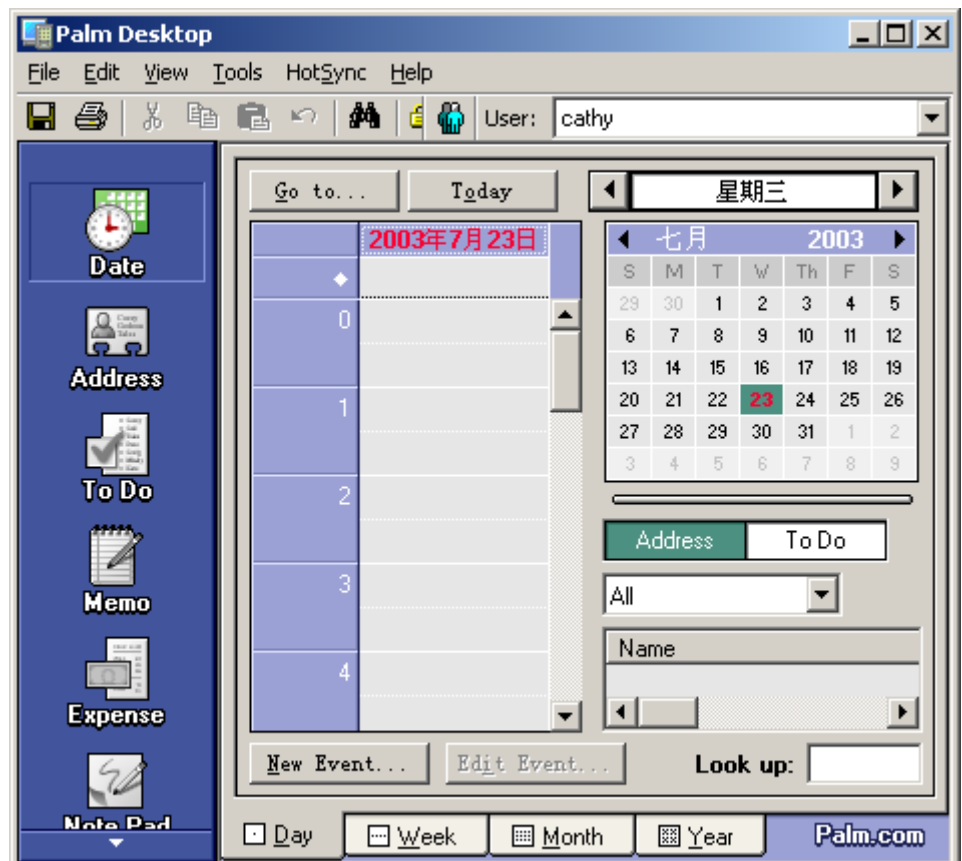 Palm Desktop
File Edit View Tools HotSync Help
User: cathy
Date
Address
To Do
Memo
Expense
Note Pad
Go to... Today
2003年7月23日
0
1
2
3
4
星期三
七月 2003
S M T W Th F S
29 30 1 2 3 4 5
6 7 8 9 10 11 12
13 14 15 16 17 18 19
20 21 22 23 24 25 26
27 28 29 30 31 1 2
3 4 5 6 7 8 9
Address To Do
All
Name
New Event... Edit Event... Look up:
Day Week Month Year Palm.com